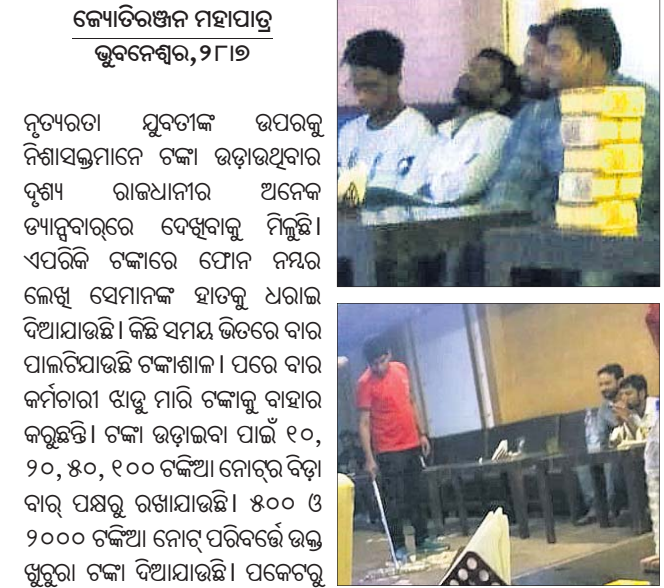 ଜ୍ୟୋତିରଞ୍ଜନ ମହାପାତ୍ର
ଭୁବନେଶ୍ୱର,୨୮।୭
ନୃତ୍ୟରତା ଯୁବତୀଙ୍କ ଉପରକୁ
ନିଶାସକ୍ତମାନେ ଟଙ୍କା ଉଡ଼ାଉଥିବାର
ଦୃଶ୍ୟ ରାଜଧାନୀର ଅନେକ
ଡ୍ୟାନ୍ସବାର୍‌ରେ ଦେଖିବାକୁ ମିଳୁଛି।
ଏପରିକି ଟଙ୍କାରେ ଫୋନ ନମ୍ବର
ଲେଖି ସେମାନଙ୍କ ହାତକୁ ଧରାଇ
ଦିଆଯାଉଛି। କିଛି ସମୟ ଭିତରେ ବାର
ପାଲଟିଯାଉଛି ଟଙ୍କାଶାଳ। ପରେ ବାର
କର୍ମଚାରୀ ଝାଡୁ ମାରି ଟଙ୍କାକୁ ବାହାର
କରୁଛନ୍ତି। ଟଙ୍କା ଉଡ଼ାଇବା ପାଇଁ ୧୦,
୨୦, ୫୦, ୧୦୦ ଟଙ୍କିଆ ନୋଟ୍‌ର ବିଡ଼ା
ବାର୍ ପକ୍ଷରୁ ରଖାଯାଉଛି। ୫୦୦ ଓ
୨୦୦୦ ଟଙ୍କିଆ ନୋଟ୍ ପରିବର୍ତ୍ତେ ଉକ୍ତ
ଖୁଚୁରା ଟଙ୍କା ଦିଆଯାଉଛି। ପକେଟରୁ